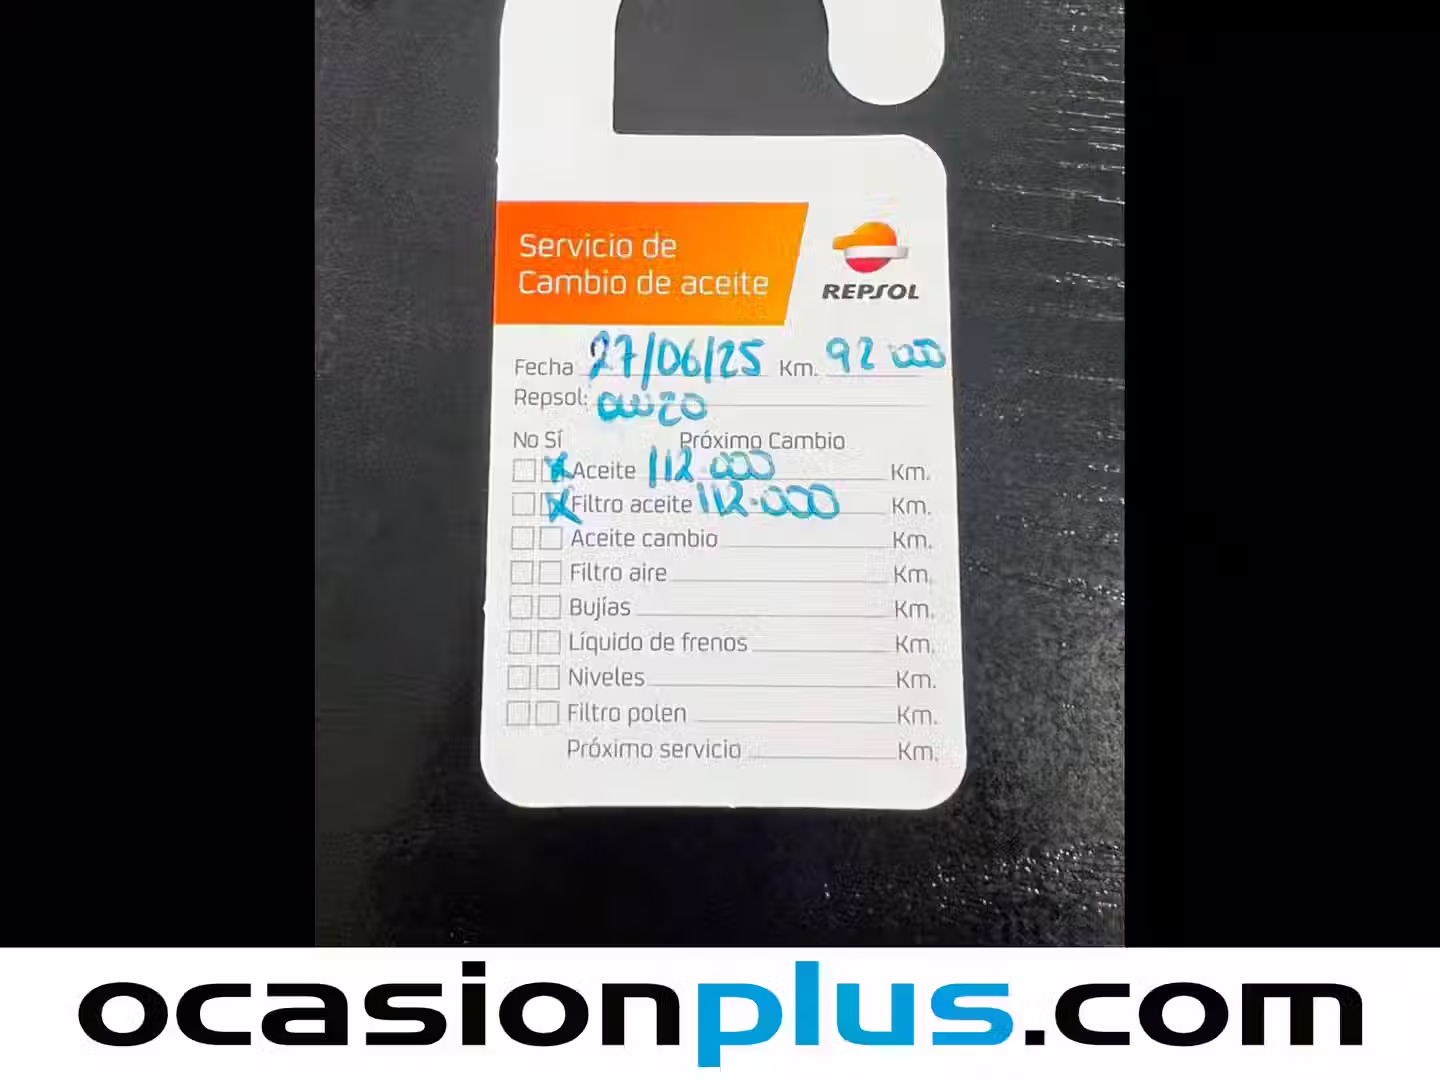 Servicio de
Cambio de aceite
REPSOL
Fecha 27/06/25 Km. 92 000
Repsol: 0W20
No Sí Próximo Cambio
X Aceite 112.000 Km.
X Filtro aceite 112.000 Km.
Aceite cambio Km.
Filtro aire Km.
Bujías Km.
Líquido de frenos Km.
Niveles Km.
Filtro polen Km.
Próximo servicio Km.
ocasionplus.com